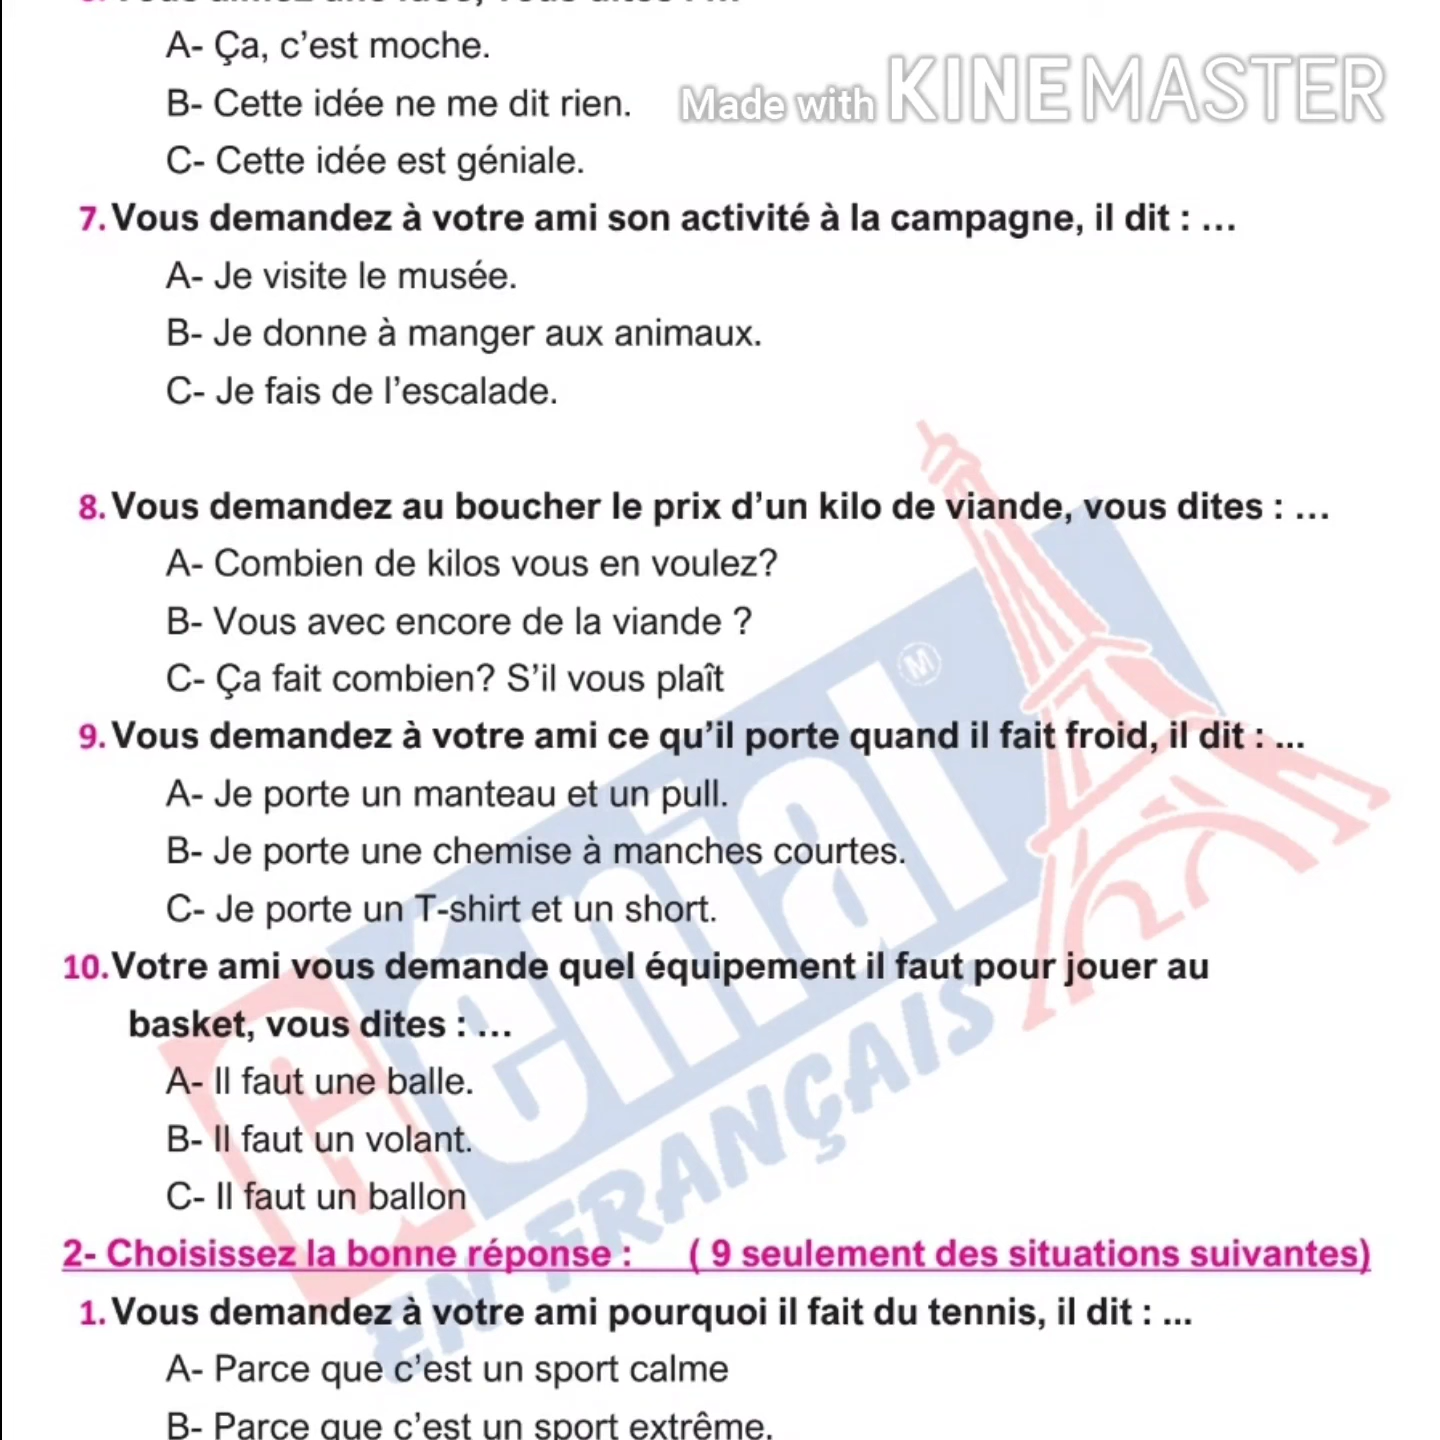 A- Ça, c’est moche.
B- Cette idée ne me dit rien.
Made with KINEMASTER
C- Cette idée est géniale.
7. Vous demandez à votre ami son activité à la campagne, il dit : ...
A- Je visite le musée.
B- Je donne à manger aux animaux.
C- Je fais de l’escalade.
8. Vous demandez au boucher le prix d’un kilo de viande, vous dites : ...
A- Combien de kilos vous en voulez?
B- Vous avec encore de la viande ?
C- Ça fait combien? S’il vous plaît
9. Vous demandez à votre ami ce qu’il porte quand il fait froid, il dit : ...
A- Je porte un manteau et un pull.
B- Je porte une chemise à manches courtes.
C- Je porte un T-shirt et un short.
10. Votre ami vous demande quel équipement il faut pour jouer au
basket, vous dites : ...
A- Il faut une balle.
B- Il faut un volant.
C- Il faut un ballon
2- Choisissez la bonne réponse : ( 9 seulement des situations suivantes)
1. Vous demandez à votre ami pourquoi il fait du tennis, il dit : ...
A- Parce que c’est un sport calme
B- Parce que c’est un sport extrême.
Génial
M
EN FRANÇAIS